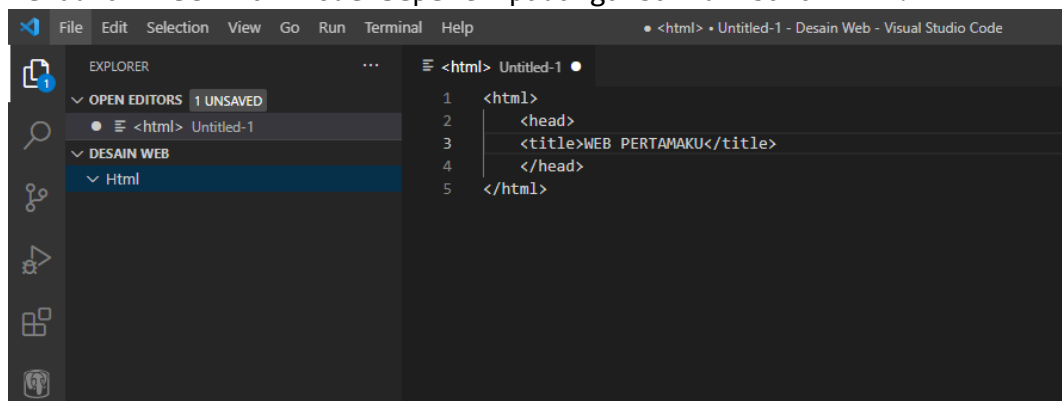 File Edit Selection View Go Run Terminal Help
● <html> • Untitled-1 - Desain Web - Visual Studio Code
EXPLORER ...
<html> Untitled-1 ●
OPEN EDITORS 1 UNSAVED
● <html> Untitled-1
DESAIN WEB
Html
1
1 <html>
2 <head>
3 <title>WEB PERTAMAKU</title>
4 </head>
5 </html>